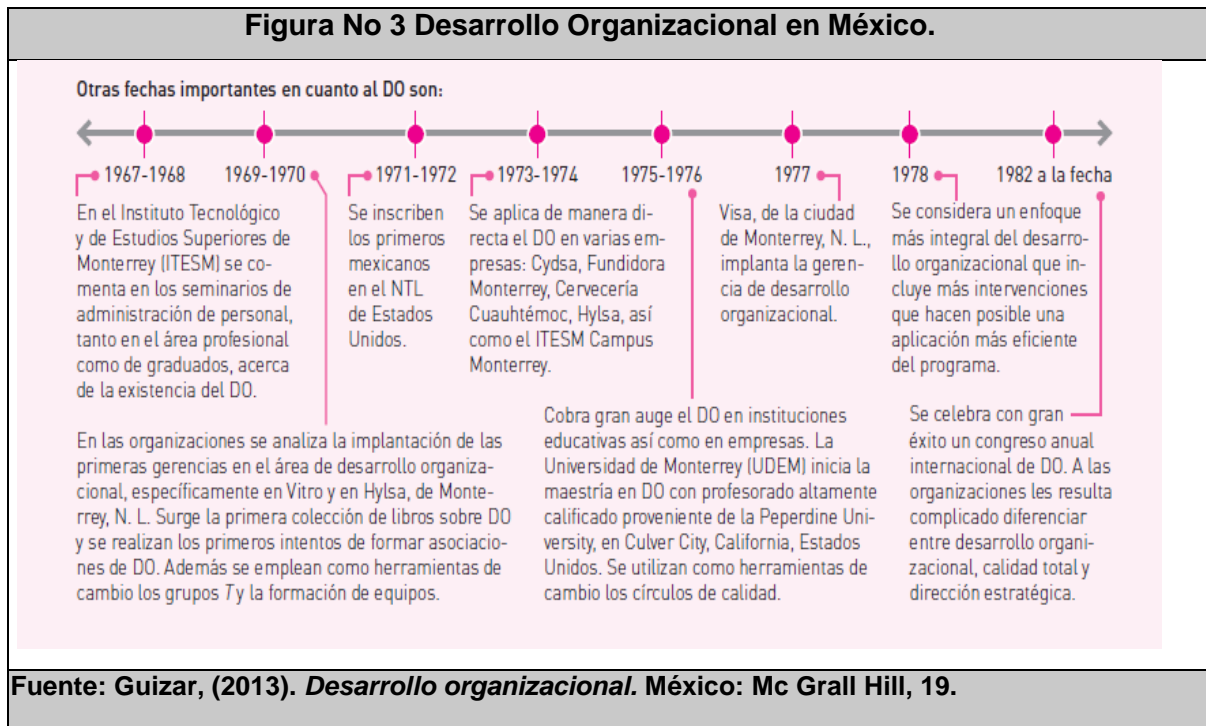 Figura No 3 Desarrollo Organizacional en México.
Otras fechas importantes en cuanto al DO son:
1967-1968
En el Instituto Tecnológico
y de Estudios Superiores de
Monterrey (ITESM) se co-
menta en los seminarios de
administración de personal,
tanto en el área profesional
como de graduados, acerca
de la existencia del DO.
1969-1970
En las organizaciones se analiza la implantación de las
primeras gerencias en el área de desarrollo organiza-
cional, específicamente en Vitro y en Hylsa, de Monte-
rrey, N. L. Surge la primera colección de libros sobre DO
y se realizan los primeros intentos de formar asociacio-
nes de DO. Además se emplean como herramientas de
cambio los grupos T y la formación de equipos.
1971-1972
Se inscriben
los primeros
mexicanos
en el NTL
de Estados
Unidos.
1973-1974
Se aplica de manera di-
recta el DO en varias em-
presas: Cydsa, Fundidora
Monterrey, Cervecería
Cuauhtémoc, Hylsa, así
como el ITESM Campus
Monterrey.
1975-1976
Cobra gran auge el DO en instituciones
educativas así como en empresas. La
Universidad de Monterrey (UDEM) inicia la
maestría en DO con profesorado altamente
calificado proveniente de la Peperdine Uni-
versity, en Culver City, California, Estados
Unidos. Se utilizan como herramientas de
cambio los círculos de calidad.
1977
Visa, de la ciudad
de Monterrey, N. L.,
implanta la geren-
cia de desarrollo
organizacional.
1978
Se considera un enfoque
más integral del desarro-
llo organizacional que in-
cluye más intervenciones
que hacen posible una
aplicación más eficiente
del programa.
1982 a la fecha
Se celebra con gran
éxito un congreso anual
internacional de DO. A las
organizaciones les resulta
complicado diferenciar
entre desarrollo organi-
zacional, calidad total y
dirección estratégica.
Fuente: Guizar, (2013). Desarrollo organizacional. México: Mc Grall Hill, 19.